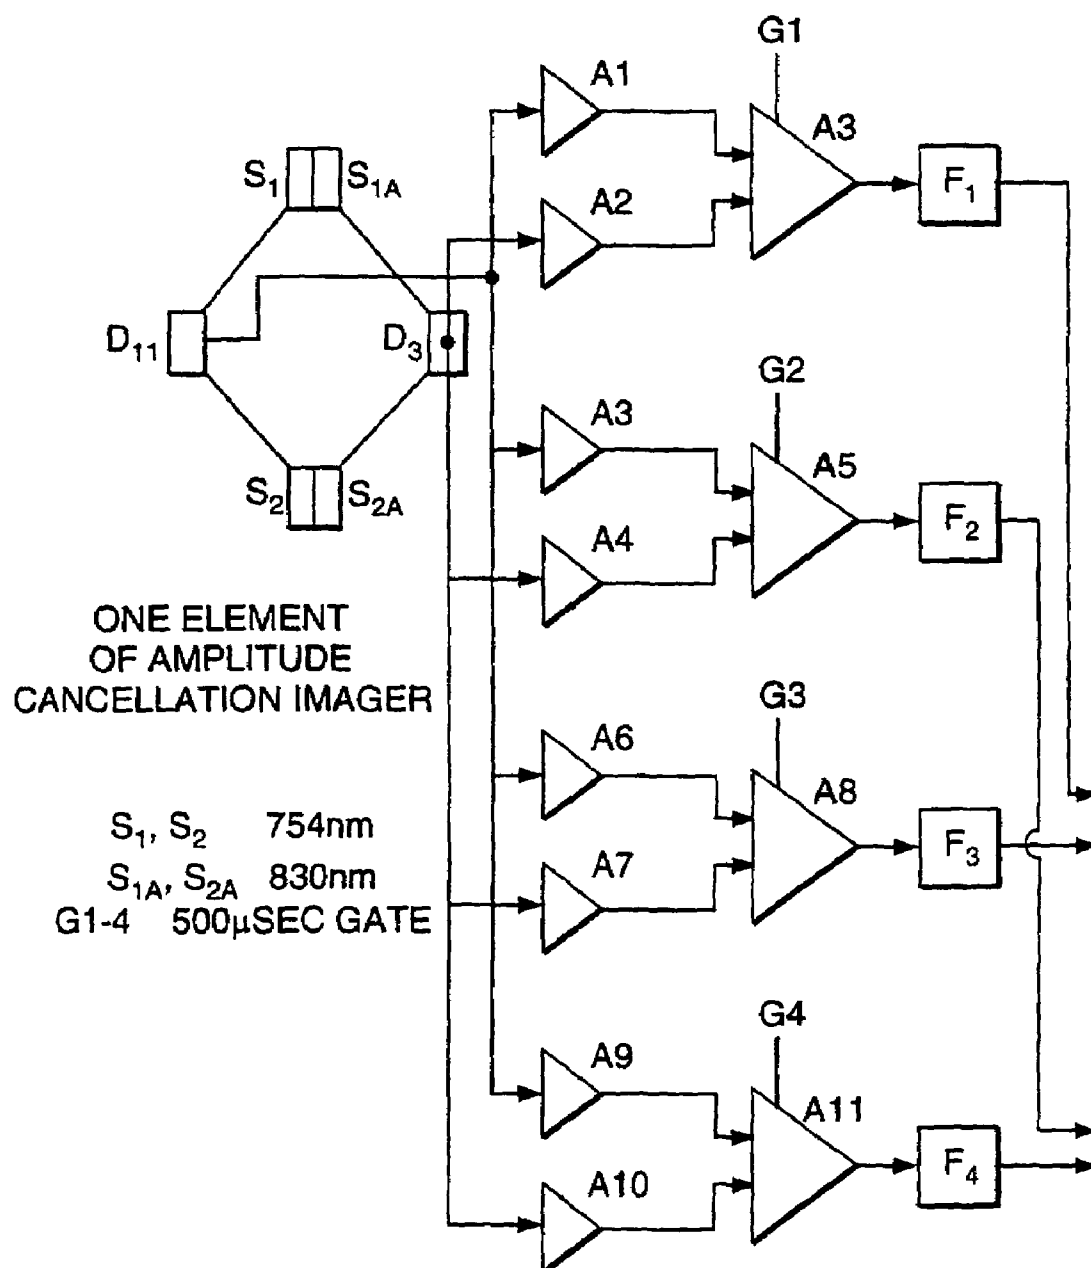 G1
A1
A3
S1 S1A
F1
A2
D11 D3
G2
A3
A5
S2 S2A
F2
A4
ONE ELEMENT
OF AMPLITUDE
CANCELLATION IMAGER
G3
A6
A8
S1, S2 754nm
F3
A7
S1A, S2A 830nm
G1-4 500μSEC GATE
G4
A9
A11
F4
A10